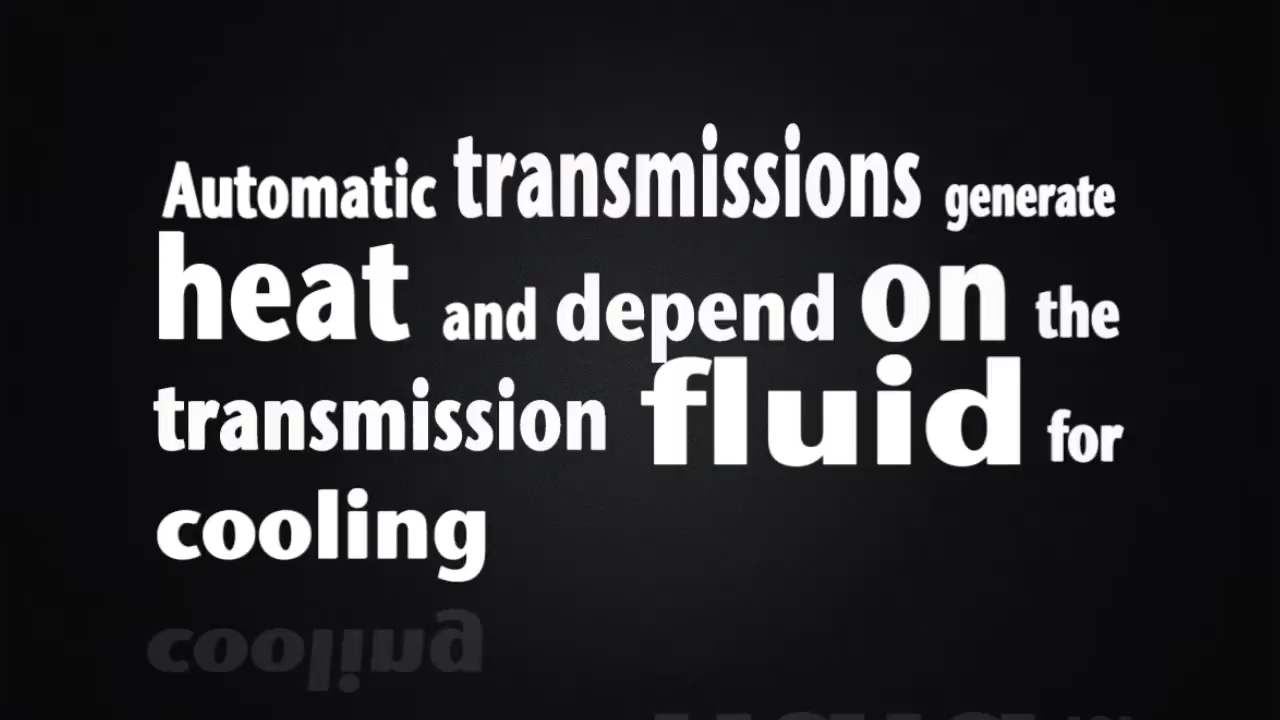 Automatic transmissions generate
heat and depend on the
transmission fluid for
cooling